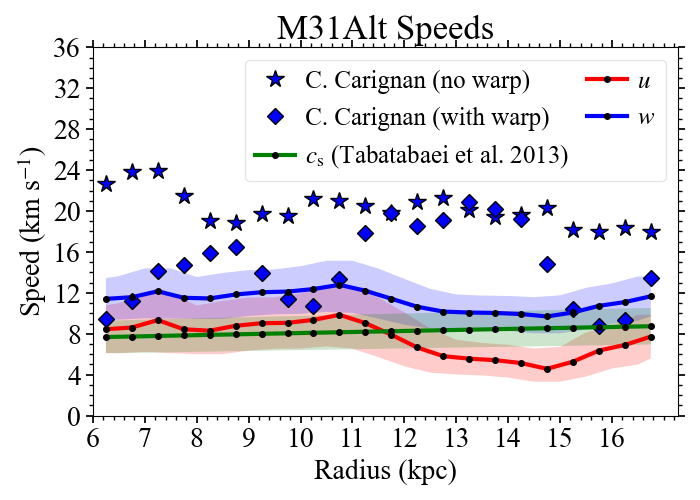 M31Alt Speeds
36
32
28
24
20
16
12
8
4
0
Speed (km s⁻¹)
C. Carignan (no warp)
C. Carignan (with warp)
cₛ (Tabatabaei et al. 2013)
u
w
6 7 8 9 10 11 12 13 14 15 16
Radius (kpc)